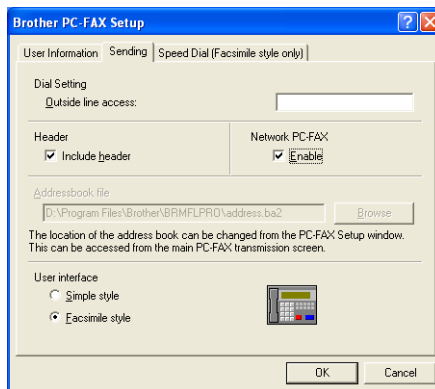 Brother PC-FAX Setup
User Information Sending Speed Dial (Facsimile style only)
Dial Setting
Outside line access:
Header Network PC-FAX
Include header Enable
Addressbook file
D:\Program Files\Brother\BRMFLPRO\address.ba2 Browse
The location of the address book can be changed from the PC-FAX Setup window.
This can be accessed from the main PC-FAX transmission screen.
User interface
Simple style
Facsimile style
OK Cancel